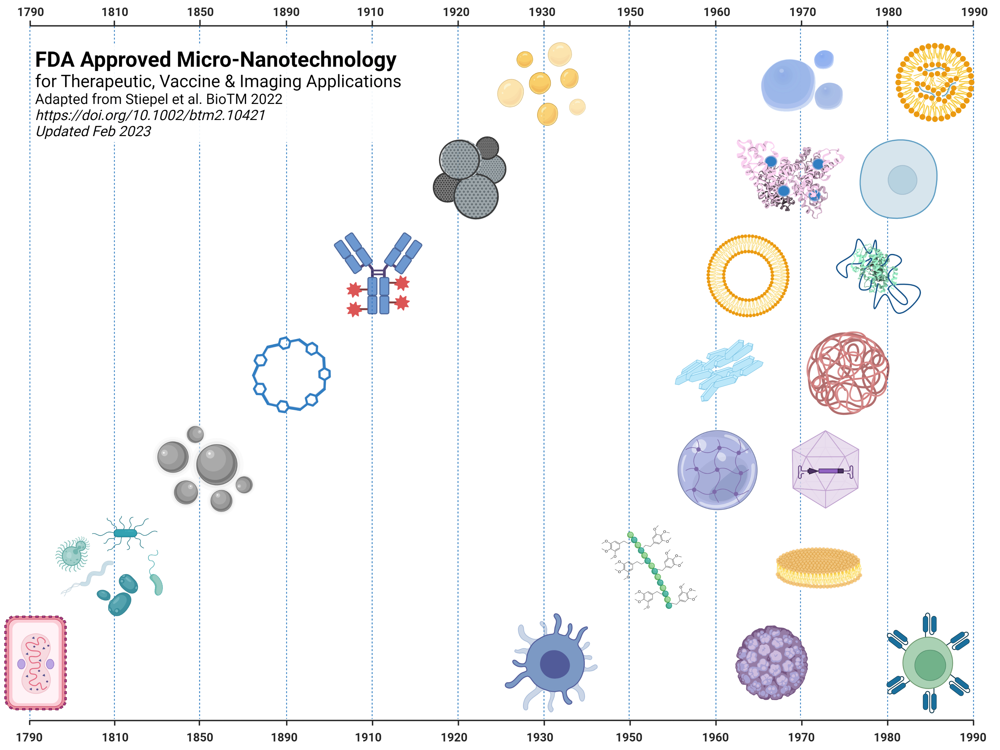 1790 1810 1850 1890 1910 1920 1930 1950 1960 1970 1980 1990
FDA Approved Micro-Nanotechnology
for Therapeutic, Vaccine & Imaging Applications
Adapted from Stiepel et al. BioTM 2022
https://doi.org/10.1002/btm2.10421
Updated Feb 2023
1790 1810 1850 1890 1910 1920 1930 1950 1960 1970 1980 1990